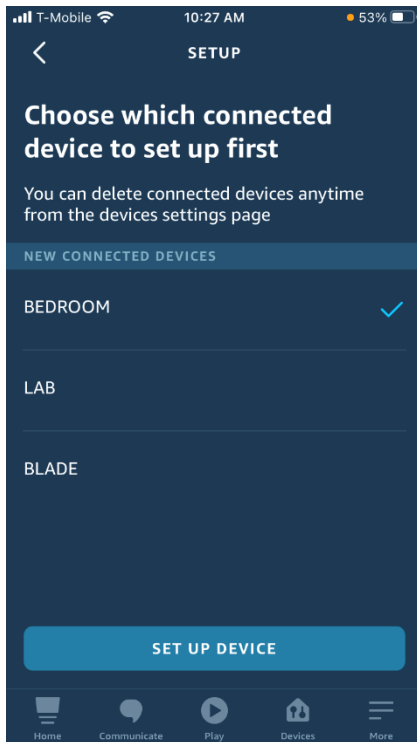 T-Mobile 10:27 AM 53%
SETUP
Choose which connected
device to set up first
You can delete connected devices anytime
from the devices settings page
NEW CONNECTED DEVICES
BEDROOM
LAB
BLADE
SET UP DEVICE
Home Communicate Play Devices More